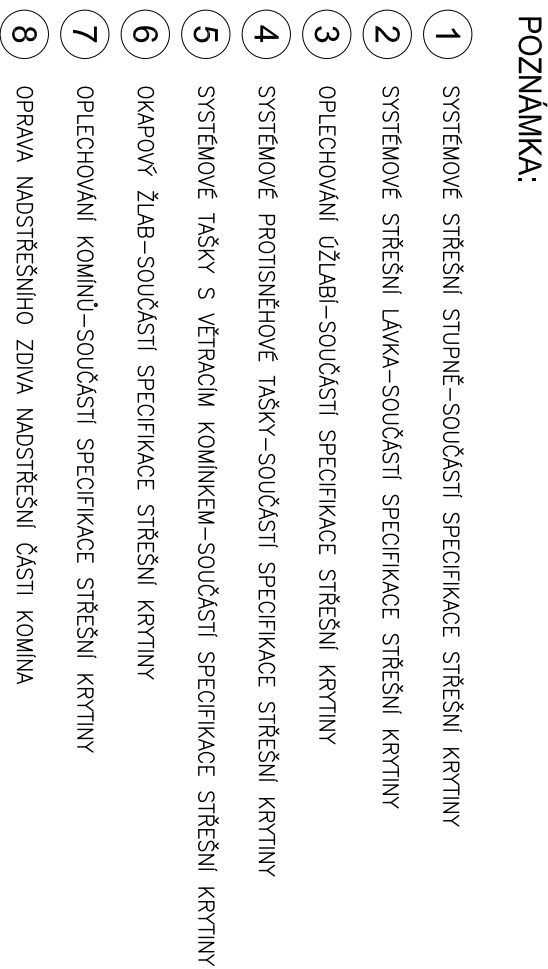 POZNÁMKA:
1 SYSTÉMOVÉ STŘEŠNÍ STUPNĚ-SOUČÁSTÍ SPECIFIKACE STŘEŠNÍ KRYTINY
2 SYSTÉMOVÉ STŘEŠNÍ LÁVKA-SOUČÁSTÍ SPECIFIKACE STŘEŠNÍ KRYTINY
3 OPLECHOVÁNÍ ÚŽLABÍ-SOUČÁSTÍ SPECIFIKACE STŘEŠNÍ KRYTINY
4 SYSTÉMOVÉ PROTISNĚHOVÉ TAŠKY-SOUČÁSTÍ SPECIFIKACE STŘEŠNÍ KRYTINY
5 SYSTÉMOVÉ TAŠKY S VĚTRACÍM KOMÍNKEM-SOUČÁSTÍ SPECIFIKACE STŘEŠNÍ KRYTINY
6 OKAPOVÝ ŽLAB-SOUČÁSTÍ SPECIFIKACE STŘEŠNÍ KRYTINY
7 OPLECHOVÁNÍ KOMÍNŮ-SOUČÁSTÍ SPECIFIKACE STŘEŠNÍ KRYTINY
8 OPRAVA NADSTŘEŠNÍHO ZDIVA NADSTŘEŠNÍ ČÁSTI KOMÍNA